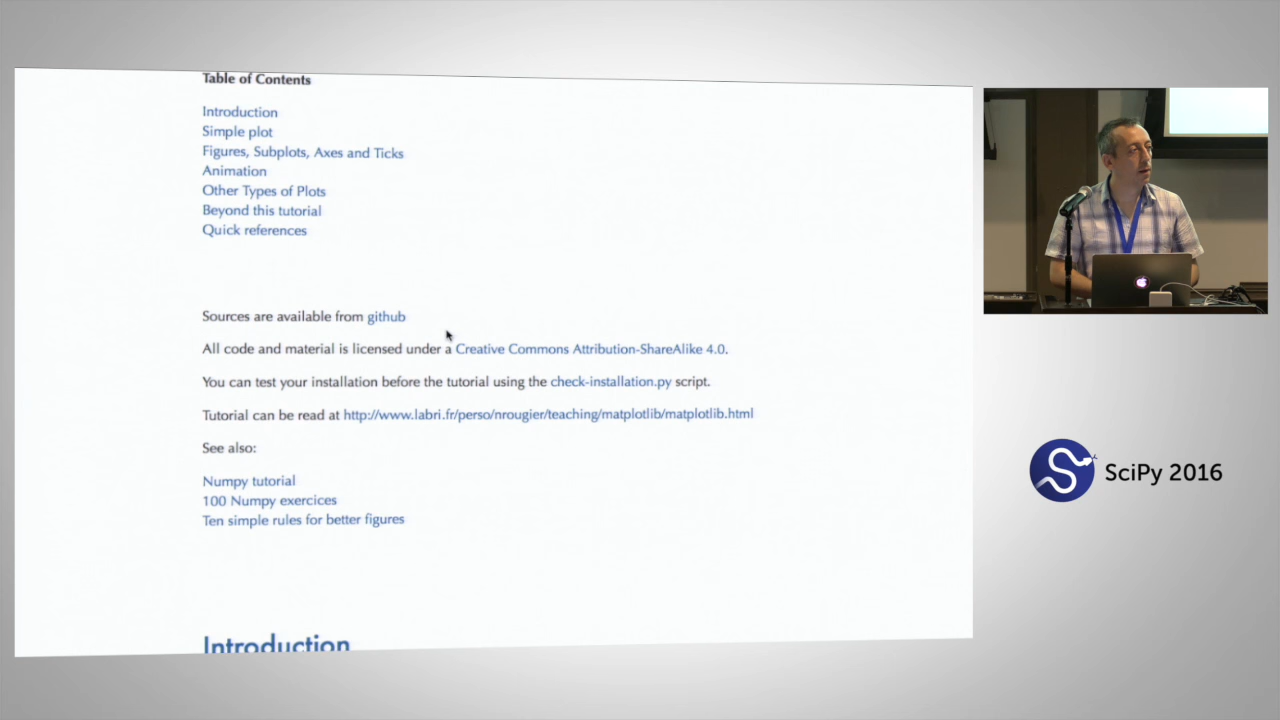 Table of Contents
Introduction
Simple plot
Figures, Subplots, Axes and Ticks
Animation
Other Types of Plots
Beyond this tutorial
Quick references
Sources are available from github
All code and material is licensed under a Creative Commons Attribution-ShareAlike 4.0.
You can test your installation before the tutorial using the check-installation.py script.
Tutorial can be read at http://www.labri.fr/perso/nrougier/teaching/matplotlib/matplotlib.html
See also:
Numpy tutorial
100 Numpy exercices
Ten simple rules for better figures
Introduction
SciPy 2016